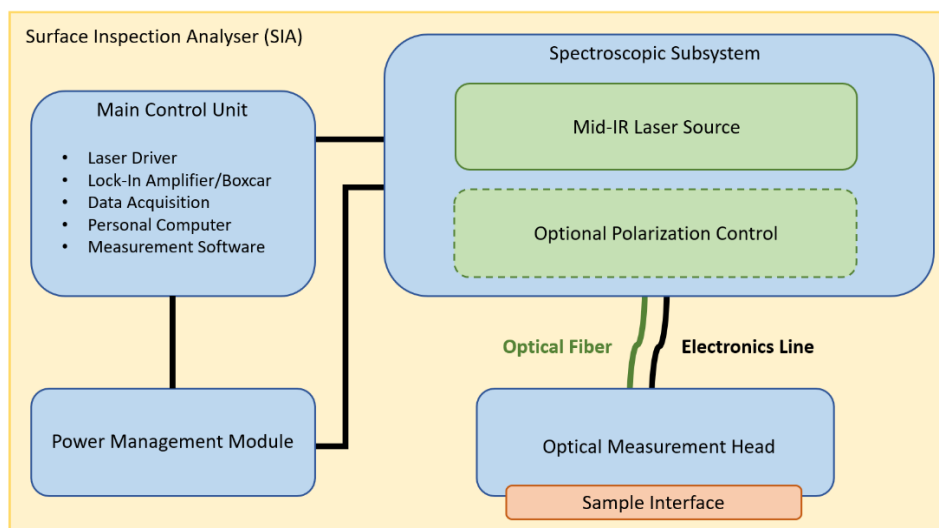 Surface Inspection Analyser (SIA)
Main Control Unit
• Laser Driver
• Lock-In Amplifier/Boxcar
• Data Acquisition
• Personal Computer
• Measurement Software
Spectroscopic Subsystem
Mid-IR Laser Source
Optional Polarization Control
Optical Fiber
Electronics Line
Power Management Module
Optical Measurement Head
Sample Interface